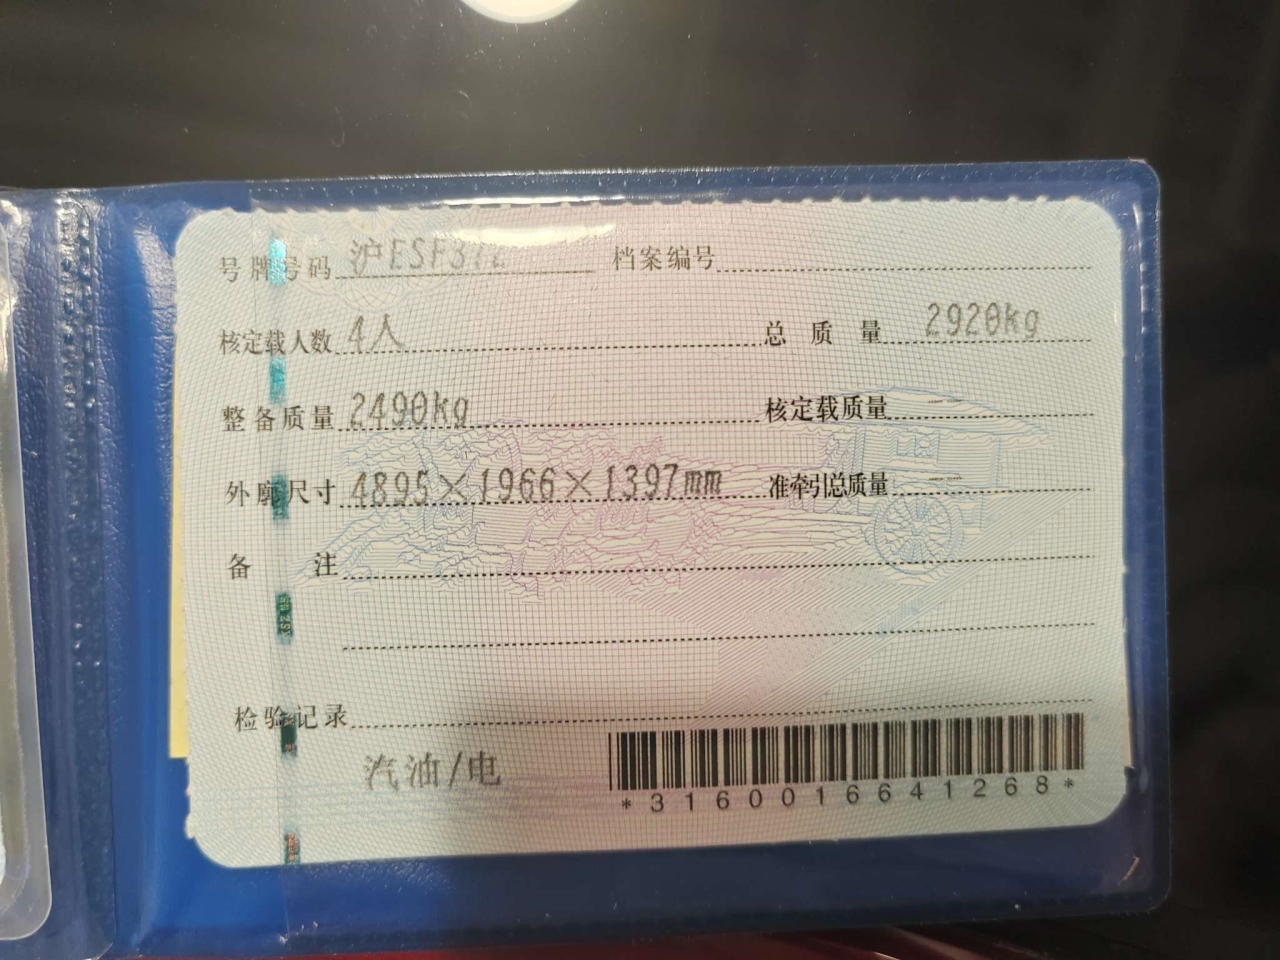 号牌号码 沪ESF372 档案编号
核定载人数 4人 总质量 2920kg
整备质量 2490kg 核定载质量 --
外廓尺寸 4895×1966×1397mm 准牵引总质量 --
备注
检验记录
汽油/电
*3160016641268*